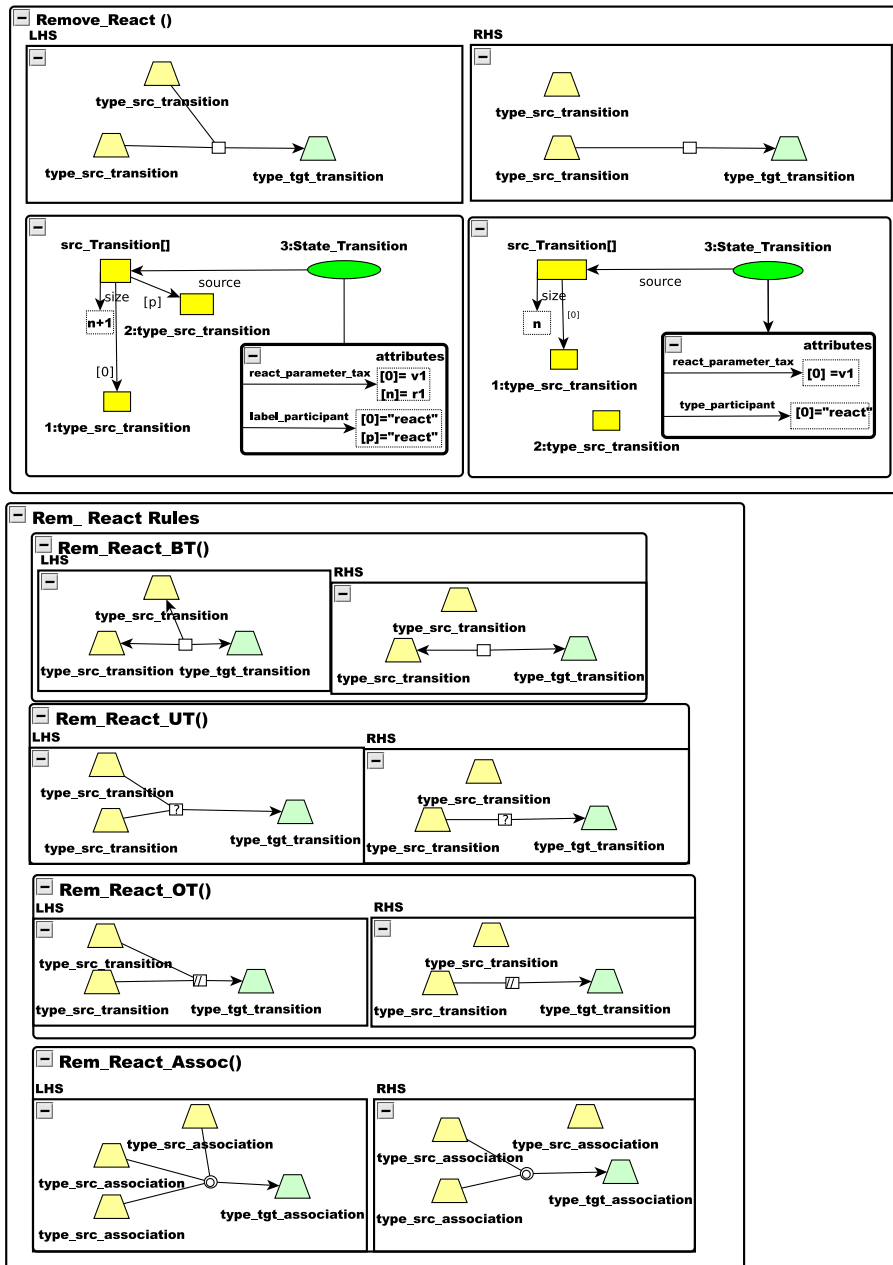 Remove_React ()
LHS
RHS
type_src_transition
type_src_transition
type_tgt_transition
type_src_transition
type_src_transition
type_tgt_transition
src_Transition[]
3:State_Transition
source
size
[p]
n+1
2:type_src_transition
[0]
1:type_src_transition
attributes
react_parameter_tax
[0]= v1
[n]= r1
label_participant
[0]="react"
[p]="react"
src_Transition[]
3:State_Transition
source
size
[0]
n
1:type_src_transition
2:type_src_transition
attributes
react_parameter_tax
[0] =v1
type_participant
[0]="react"
Rem_ React Rules
Rem_React_BT()
LHS
RHS
type_src_transition
type_src_transition
type_tgt_transition
type_src_transition
type_src_transition
type_tgt_transition
Rem_React_UT()
LHS
RHS
type_src_transition
?
type_src_transition
type_tgt_transition
type_src_transition
?
type_src_transition
type_tgt_transition
Rem_React_OT()
LHS
RHS
type_src_transition
//
type_src_transition
type_tgt_transition
type_src_transition
//
type_src_transition
type_tgt_transition
Rem_React_Assoc()
LHS
RHS
type_src_association
type_src_association
type_src_association
type_tgt_association
type_src_association
type_src_association
type_src_association
type_tgt_association